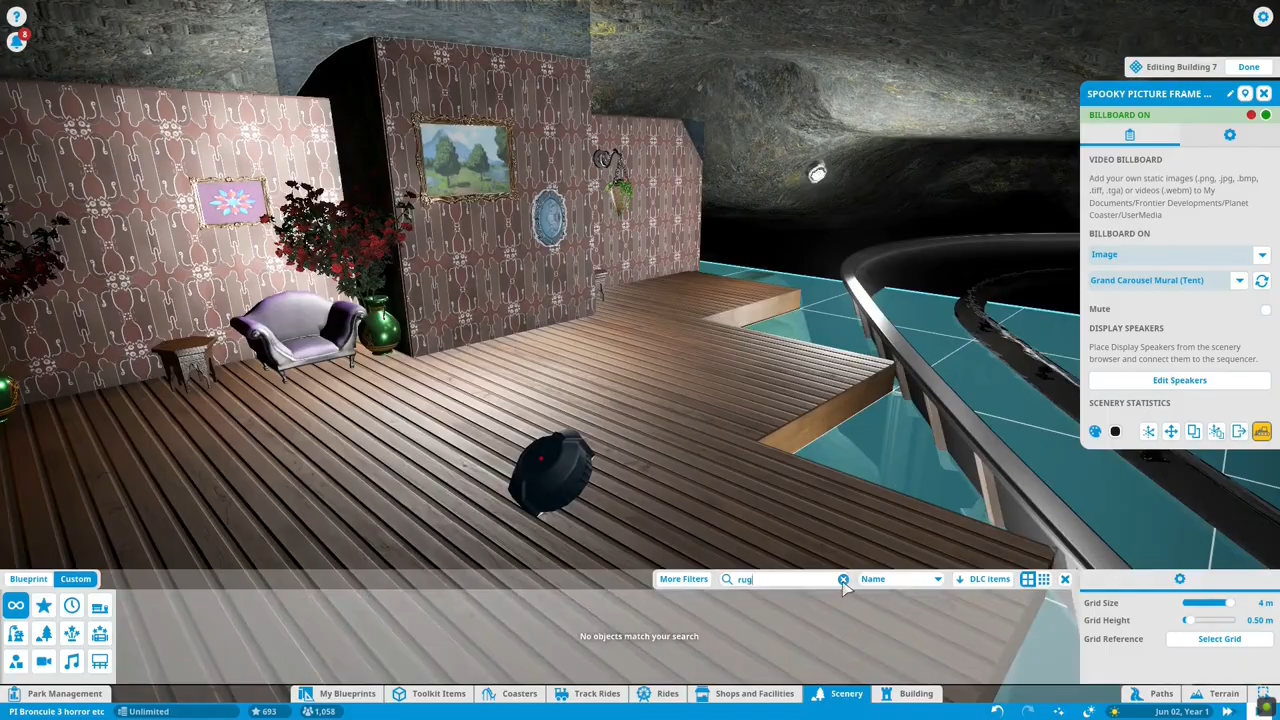 8
Editing Building 7
Done
SPOOKY PICTURE FRAME ...
BILLBOARD ON
VIDEO BILLBOARD
Add your own static images (.png, .jpg, .bmp,
.tiff, .tga) or videos (.webm) to My
Documents/Frontier Developments/Planet
Coaster/UserMedia
BILLBOARD ON
Image
Grand Carousel Mural (Tent)
Mute
DISPLAY SPEAKERS
Place Display Speakers from the scenery
browser and connect them to the sequencer.
Edit Speakers
SCENERY STATISTICS
Blueprint Custom More Filters rug Name DLC items
No objects match your search
Grid Size 4 m
Grid Height 0.50 m
Grid Reference Select Grid
Park Management My Blueprints Toolkit Items Coasters Track Rides Rides Shops and Facilities Scenery Building Paths Terrain
PI Broncule 3 horror etc Unlimited 693 1,058 Jun 02, Year 1